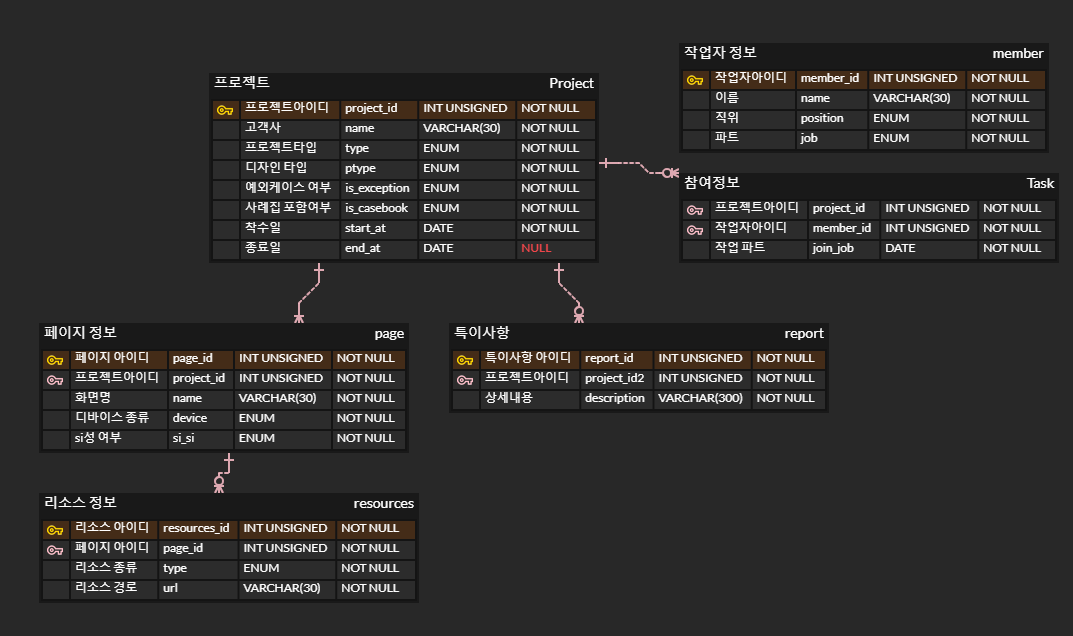 프로젝트 Project
프로젝트아이디 project_id INT UNSIGNED NOT NULL
고객사 name VARCHAR(30) NOT NULL
프로젝트타입 type ENUM NOT NULL
디자인 타입 ptype ENUM NOT NULL
예외케이스 여부 is_exception ENUM NOT NULL
사례집 포함여부 is_casebook ENUM NOT NULL
착수일 start_at DATE NOT NULL
종료일 end_at DATE NULL
작업자 정보 member
작업자아이디 member_id INT UNSIGNED NOT NULL
이름 name VARCHAR(30) NOT NULL
직위 position ENUM NOT NULL
파트 job ENUM NOT NULL
참여정보 Task
프로젝트아이디 project_id INT UNSIGNED NOT NULL
작업자아이디 member_id INT UNSIGNED NOT NULL
작업 파트 join_job DATE NOT NULL
페이지 정보 page
페이지 아이디 page_id INT UNSIGNED NOT NULL
프로젝트아이디 project_id INT UNSIGNED NOT NULL
화면명 name VARCHAR(30) NOT NULL
디바이스 종류 device ENUM NOT NULL
si성 여부 si_si ENUM NOT NULL
특이사항 report
특이사항 아이디 report_id INT UNSIGNED NOT NULL
프로젝트아이디 project_id2 INT UNSIGNED NOT NULL
상세내용 description VARCHAR(300) NOT NULL
리소스 정보 resources
리소스 아이디 resources_id INT UNSIGNED NOT NULL
페이지 아이디 page_id INT UNSIGNED NOT NULL
리소스 종류 type ENUM NOT NULL
리소스 경로 url VARCHAR(30) NOT NULL